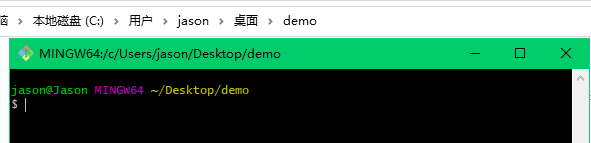 脑 > 本地磁盘 (C:) > 用户 > jason > 桌面 > demo
MINGW64:/c/Users/jason/Desktop/demo
jason@Jason MINGW64 ~/Desktop/demo
$